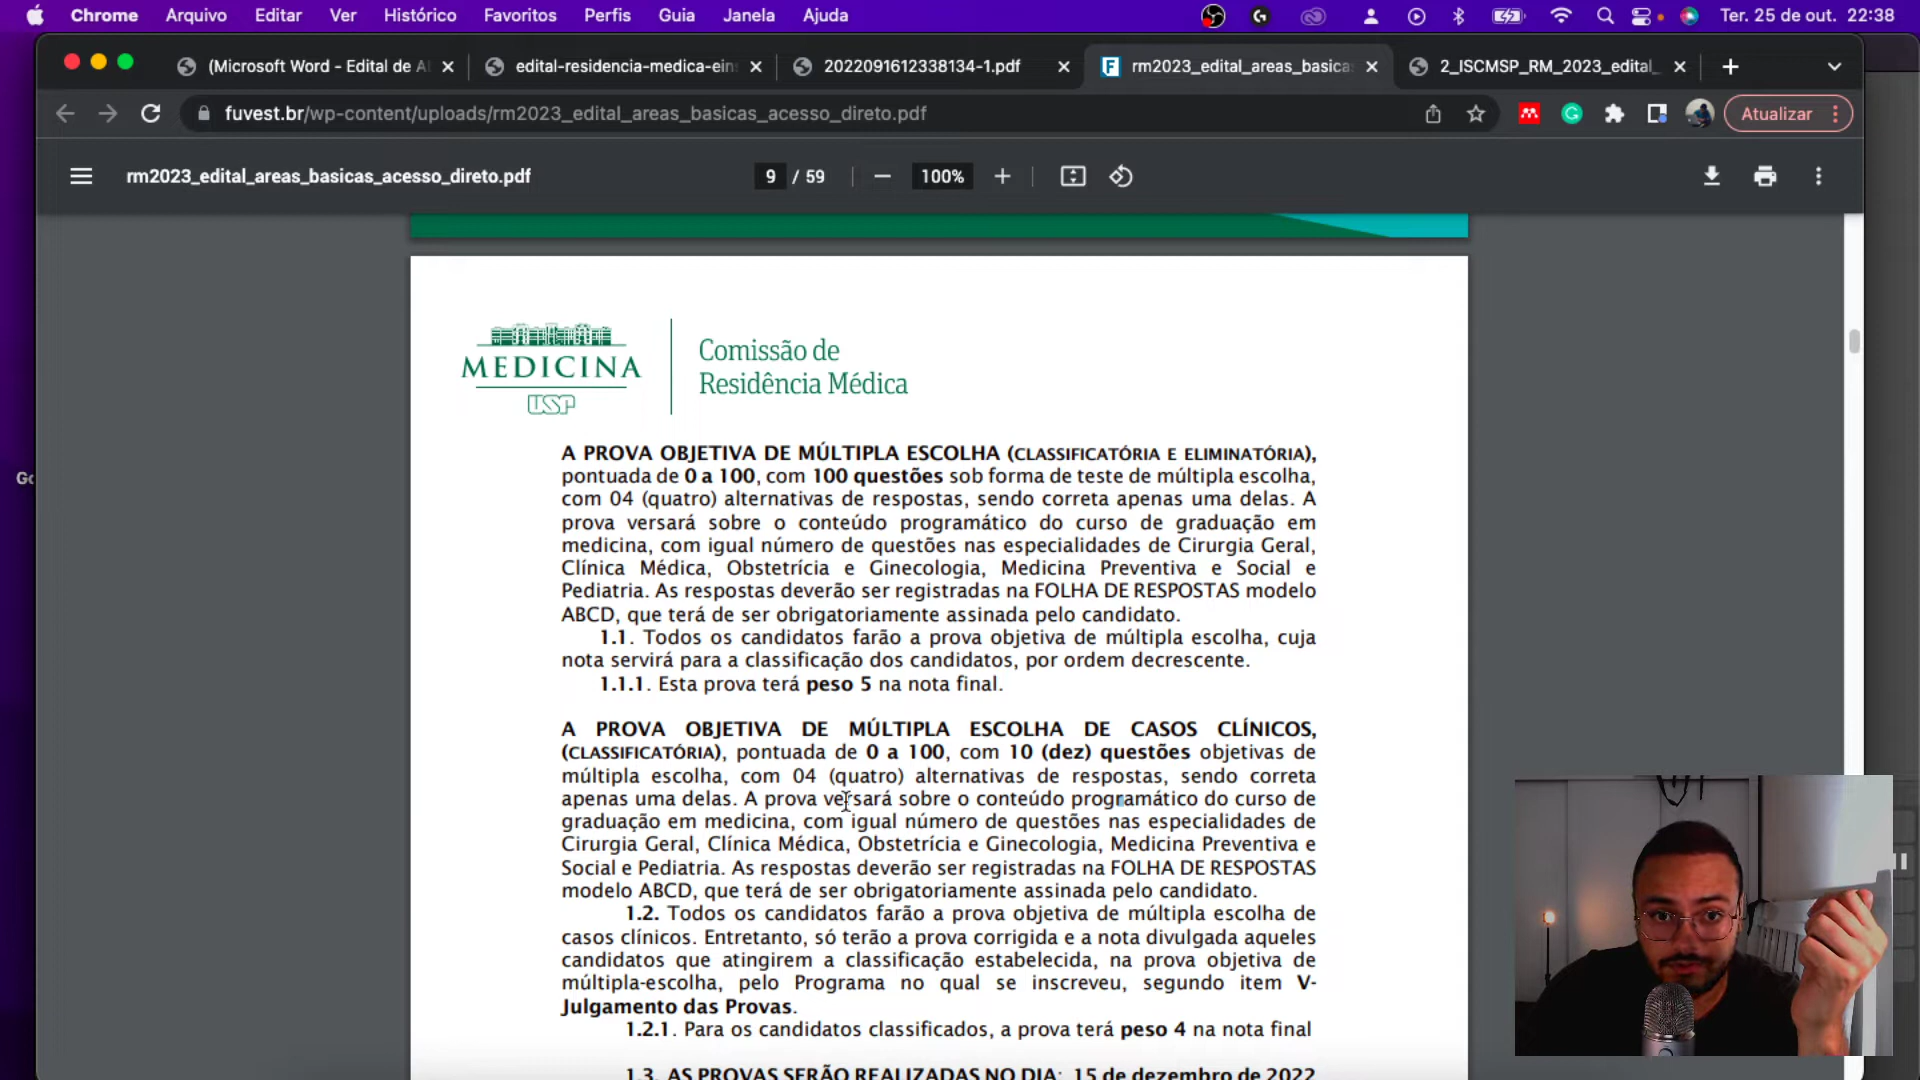 Chrome Arquivo Editar Ver Histórico Favoritos Perfis Guia Janela Ajuda Ter. 25 de out. 22:38
(Microsoft Word - Edital de A
edital-residencia-medica-ein
2022091612338134-1.pdf
rm2023_edital_areas_basica
2_ISCMSP_RM_2023_edital_
fuvest.br/wp-content/uploads/rm2023_edital_areas_basicas_acesso_direto.pdf
Atualizar
rm2023_edital_areas_basicas_acesso_direto.pdf
9 / 59
100%
MEDICINA
USP
Comissão de
Residência Médica
A PROVA OBJETIVA DE MÚLTIPLA ESCOLHA (CLASSIFICATÓRIA E ELIMINATÓRIA),
pontuada de 0 a 100, com 100 questões sob forma de teste de múltipla escolha,
com 04 (quatro) alternativas de respostas, sendo correta apenas uma delas. A
prova versará sobre o conteúdo programático do curso de graduação em
medicina, com igual número de questões nas especialidades de Cirurgia Geral,
Clínica Médica, Obstetrícia e Ginecologia, Medicina Preventiva e Social e
Pediatria. As respostas deverão ser registradas na FOLHA DE RESPOSTAS modelo
ABCD, que terá de ser obrigatoriamente assinada pelo candidato.
1.1. Todos os candidatos farão a prova objetiva de múltipla escolha, cuja
nota servirá para a classificação dos candidatos, por ordem decrescente.
1.1.1. Esta prova terá peso 5 na nota final.
A PROVA OBJETIVA DE MÚLTIPLA ESCOLHA DE CASOS CLÍNICOS,
(CLASSIFICATÓRIA), pontuada de 0 a 100, com 10 (dez) questões objetivas de
múltipla escolha, com 04 (quatro) alternativas de respostas, sendo correta
apenas uma delas. A prova versará sobre o conteúdo programático do curso de
graduação em medicina, com igual número de questões nas especialidades de
Cirurgia Geral, Clínica Médica, Obstetrícia e Ginecologia, Medicina Preventiva e
Social e Pediatria. As respostas deverão ser registradas na FOLHA DE RESPOSTAS
modelo ABCD, que terá de ser obrigatoriamente assinada pelo candidato.
1.2. Todos os candidatos farão a prova objetiva de múltipla escolha de
casos clínicos. Entretanto, só terão a prova corrigida e a nota divulgada aqueles
candidatos que atingirem a classificação estabelecida, na prova objetiva de
múltipla-escolha, pelo Programa no qual se inscreveu, segundo item V-
Julgamento das Provas.
1.2.1. Para os candidatos classificados, a prova terá peso 4 na nota final
1.3. AS PROVAS SERÃO REALIZADAS NO DIA: 15 de dezembro de 2022